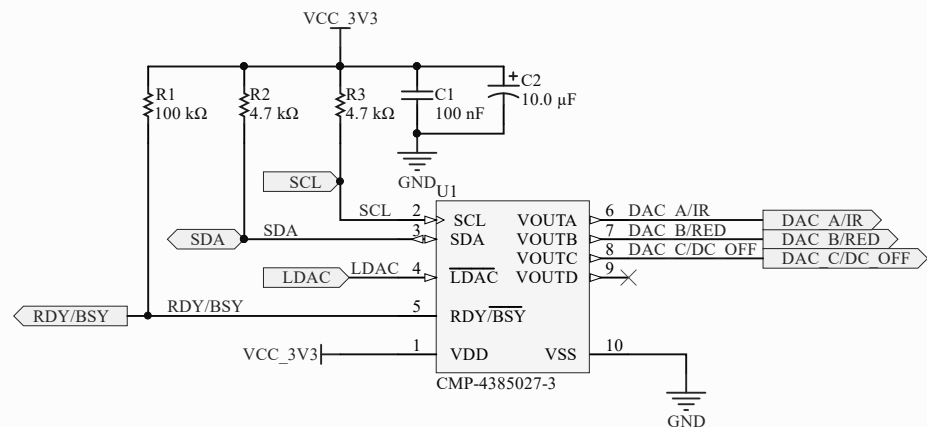 VCC_3V3
R1
100 kΩ
R2
4.7 kΩ
R3
4.7 kΩ
C1
100 nF
C2
10.0 µF
+
GND
U1
SCL
SCL
2
SCL
SDA
SDA
3
SDA
LDAC
LDAC
4
LDAC
RDY/BSY
RDY/BSY
5
RDY/BSY
VCC_3V3
1
VDD
VOUTA
6
DAC_A/IR
DAC_A/IR
VOUTB
7
DAC_B/RED
DAC_B/RED
VOUTC
8
DAC_C/DC_OFF
DAC_C/DC_OFF
VOUTD
9
VSS
10
GND
CMP-4385027-3